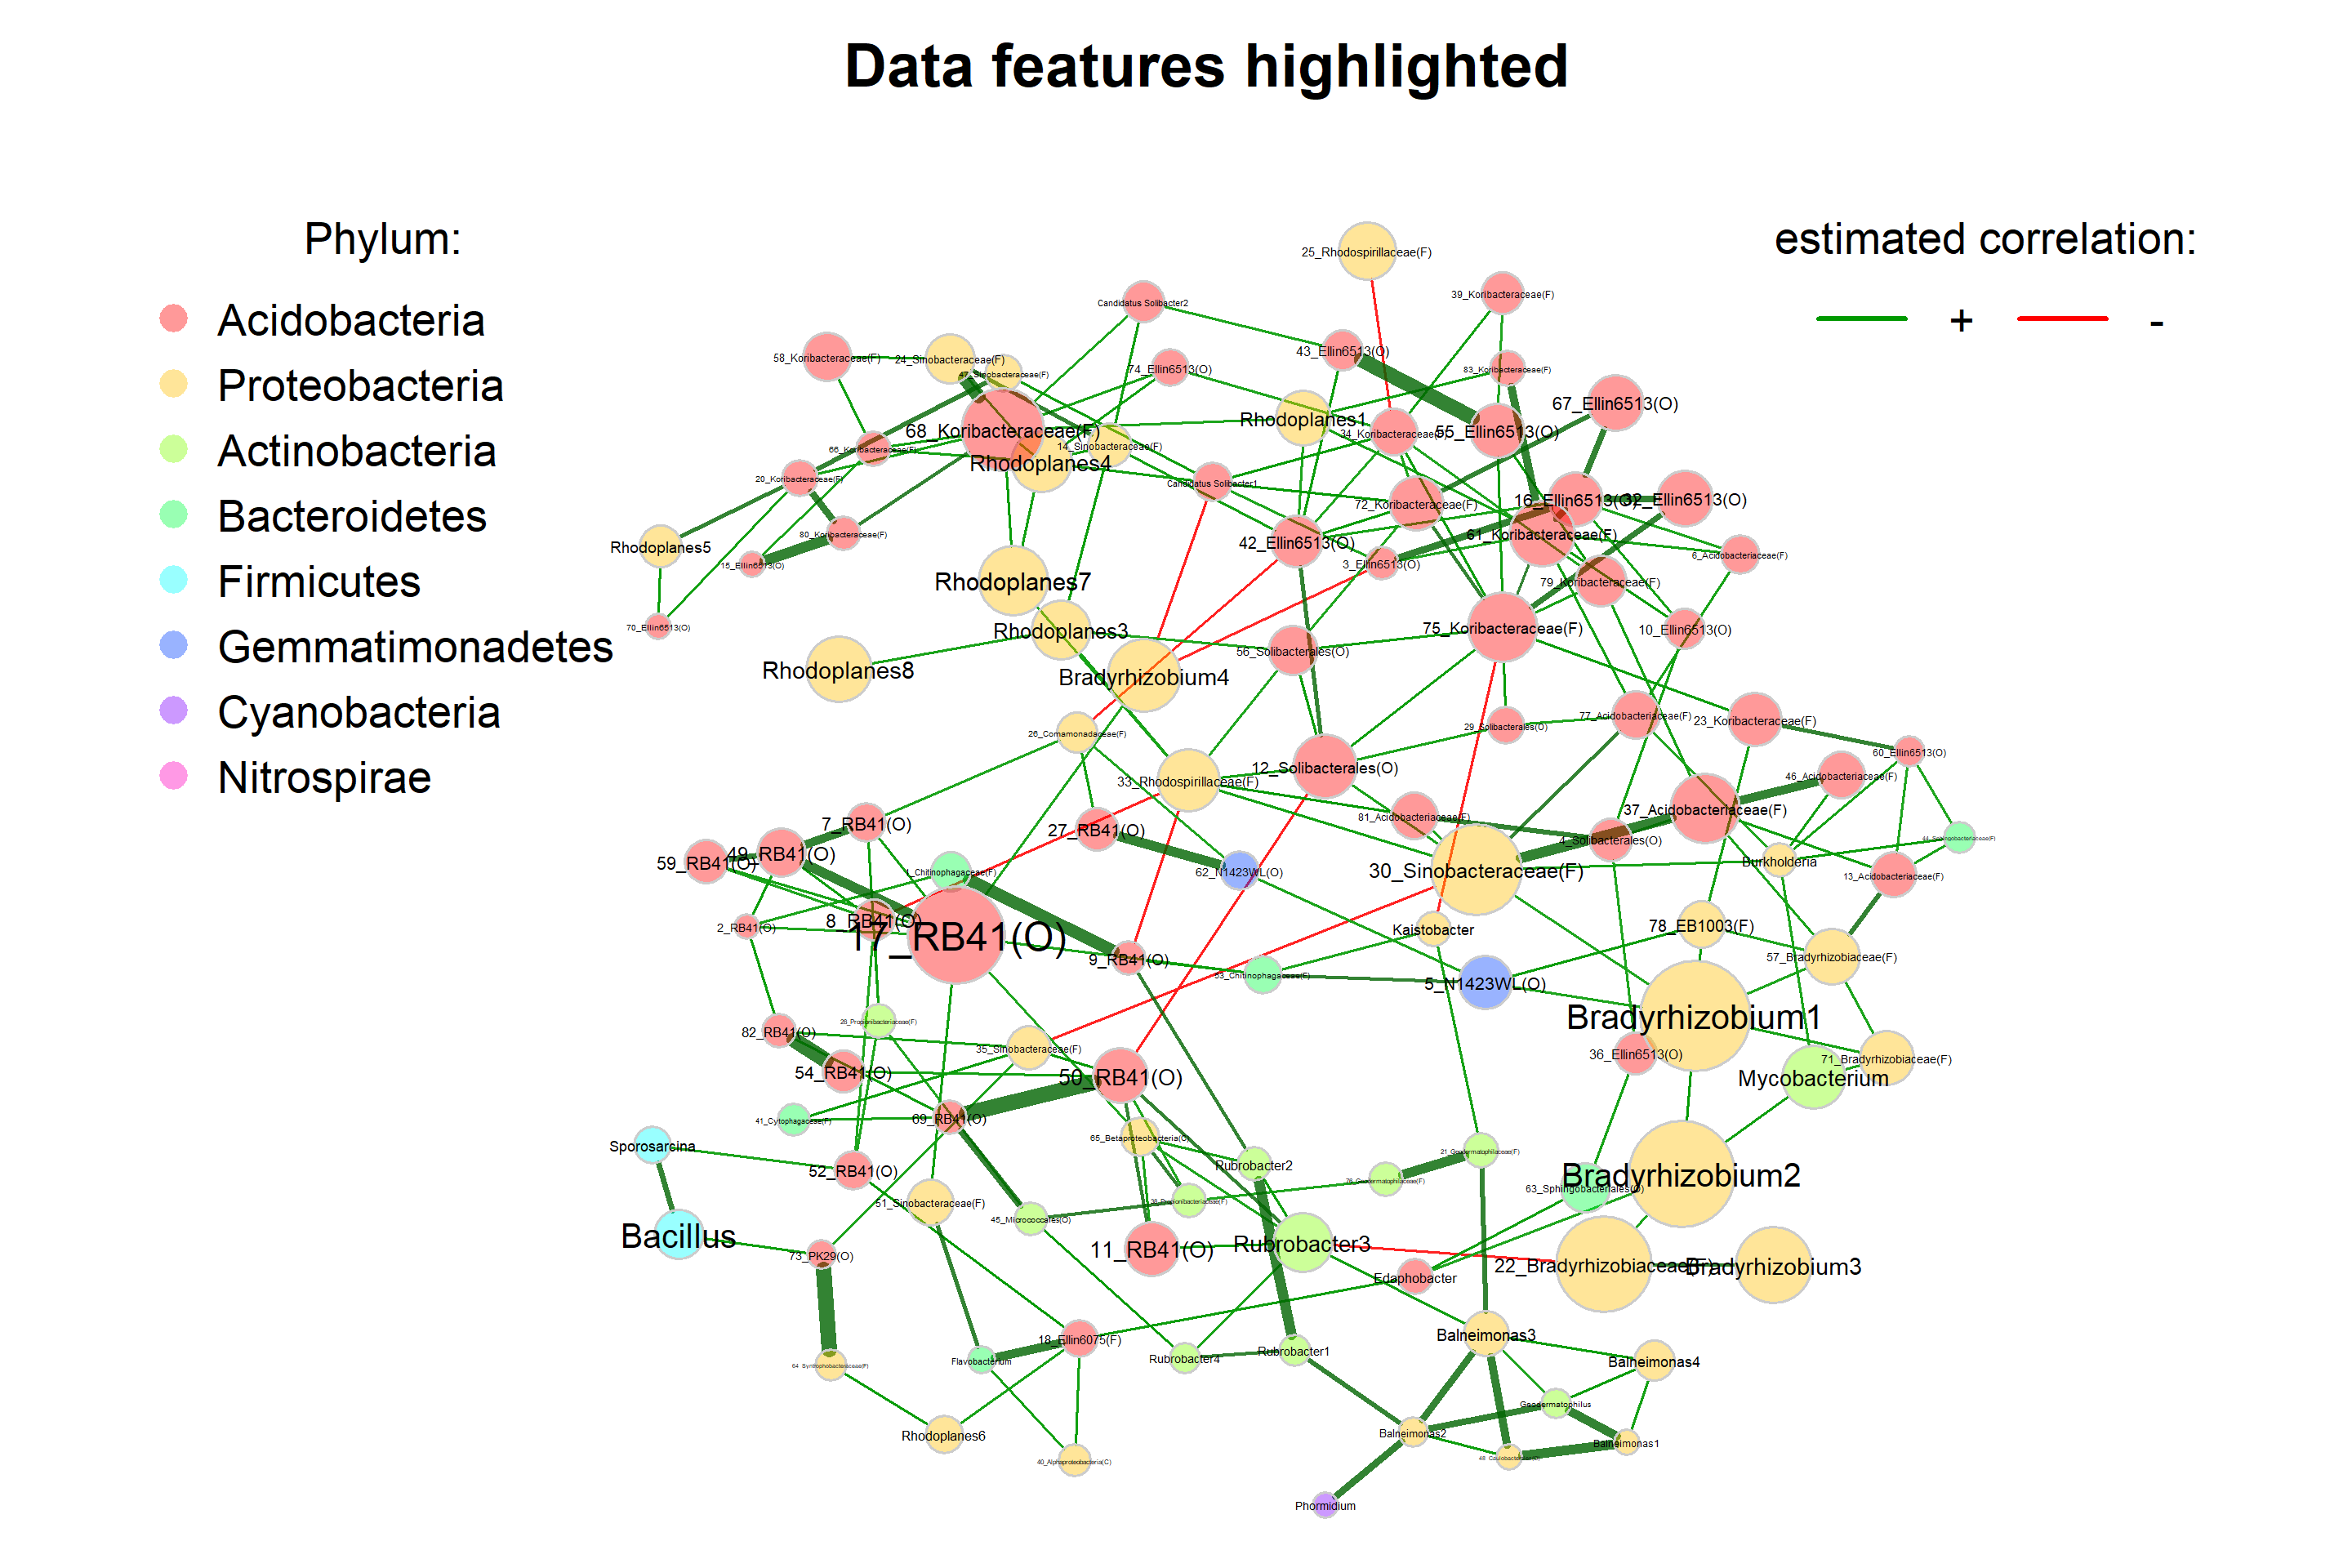 Data features highlighted
Phylum:
Acidobacteria
Proteobacteria
Actinobacteria
Bacteroidetes
Firmicutes
Gemmatimonadetes
Cyanobacteria
Nitrospirae
estimated correlation:
+
-
25_Rhodospirillaceae(F)
39_Koribacteraceae(F)
Candidatus Solibacter2
43_Ellin6513(O)
58_Koribacteraceae(F)
24_Sinobacteraceae(F)
47_Sinobacteraceae(F)
74_Ellin6513(O)
83_Koribacteraceae(F)
67_Ellin6513(O)
Rhodoplanes1
68_Koribacteraceae(F)
34_Koribacteraceae(F)
55_Ellin6513(O)
66_Koribacteraceae(F)
14_Sinobacteraceae(F)
Rhodoplanes4
20_Koribacteraceae(F)
Candidatus Solibacter1
72_Koribacteraceae(F)
16_Ellin6513(O)
32_Ellin6513(O)
80_Koribacteraceae(F)
61_Koribacteraceae(F)
Rhodoplanes5
42_Ellin6513(O)
6_Acidobacteriaceae(F)
15_Ellin6513(O)
3_Ellin6513(O)
Rhodoplanes7
79_Koribacteraceae(F)
70_Ellin6513(O)
Rhodoplanes3
75_Koribacteraceae(F)
10_Ellin6513(O)
56_Solibacterales(O)
Rhodoplanes8
Bradyrhizobium4
77_Acidobacteriaceae(F)
23_Koribacteraceae(F)
29_Solibacterales(O)
26_Comamonadaceae(F)
60_Ellin6513(O)
12_Solibacterales(O)
46_Acidobacteriaceae(F)
33_Rhodospirillaceae(F)
37_Acidobacteriaceae(F)
81_Acidobacteriaceae(F)
7_RB41(O)
27_RB41(O)
44_Sphingobacteriaceae(F)
4_Solibacterales(O)
49_RB41(O)
59_RB41(O)
Burkholderia
1_Chitinophagaceae(F)
62_N1423WL(O)
30_Sinobacteraceae(F)
13_Acidobacteriaceae(F)
8_RB41(O)
2_RB41(O)
78_EB1003(F)
Kaistobacter
17_RB41(O)
57_Bradyrhizobiaceae(F)
9_RB41(O)
53_Chitinophagaceae(F)
5_N1423WL(O)
Bradyrhizobium1
28_Propionibacteriaceae(F)
82_RB41(O)
35_Sinobacteraceae(F)
36_Ellin6513(O)
71_Bradyrhizobiaceae(F)
54_RB41(O)
50_RB41(O)
Mycobacterium
69_RB41(O)
41_Cytophagaceae(F)
65_Betaproteobacteria(C)
Sporosarcina
21_Geodermatophilaceae(F)
Rubrobacter2
52_RB41(O)
Bradyrhizobium2
76_Geodermatophilaceae(F)
63_Sphingobacteriales(O)
38_Propionibacteriaceae(F)
51_Sinobacteraceae(F)
45_Micrococcales(O)
Bacillus
Rubrobacter3
11_RB41(O)
73_PK29(O)
22_Bradyrhizobiaceae(F)
Bradyrhizobium3
Edaphobacter
Balneimonas3
18_Ellin6075(F)
Rubrobacter1
Rubrobacter4
Flavobacterium
Balneimonas4
64_Syntrophobacteraceae(F)
Geodermatophilus
Balneimonas2
Rhodoplanes6
Balneimonas1
40_Alphaproteobacteria(C)
Phormidium